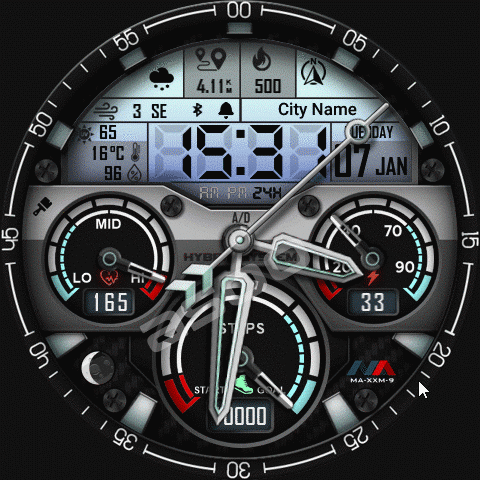 00
55
05
50
10
45
15
40
20
35
25
30
4.11 K M
500
3 SE
City Name
65
16°C
96
15:31
07 JAN
AM PM 24H
A/D
MID
LO
HI
165
70
90
20
33
START
GOAL
0000
MA-XXM-9